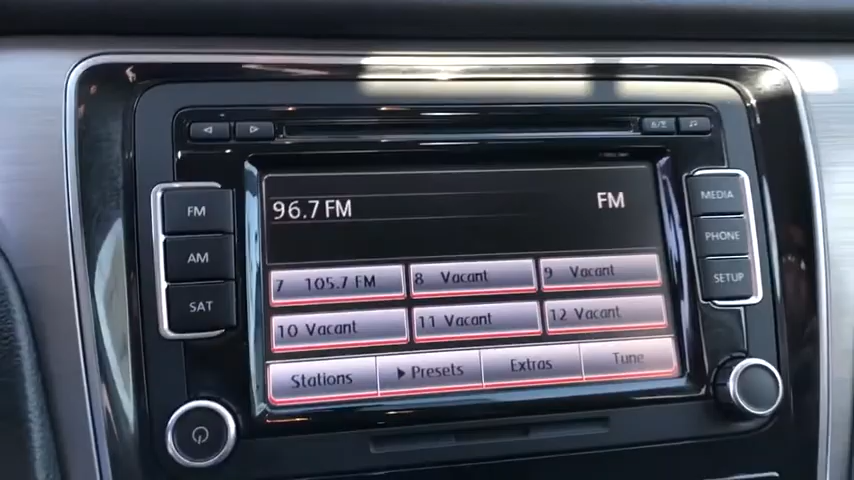 96.7 FM FM
7 105.7 FM 8 Vacant 9 Vacant
10 Vacant 11 Vacant 12 Vacant
Stations Presets Extras Tune
FM
AM
SAT
MEDIA
PHONE
SETUP